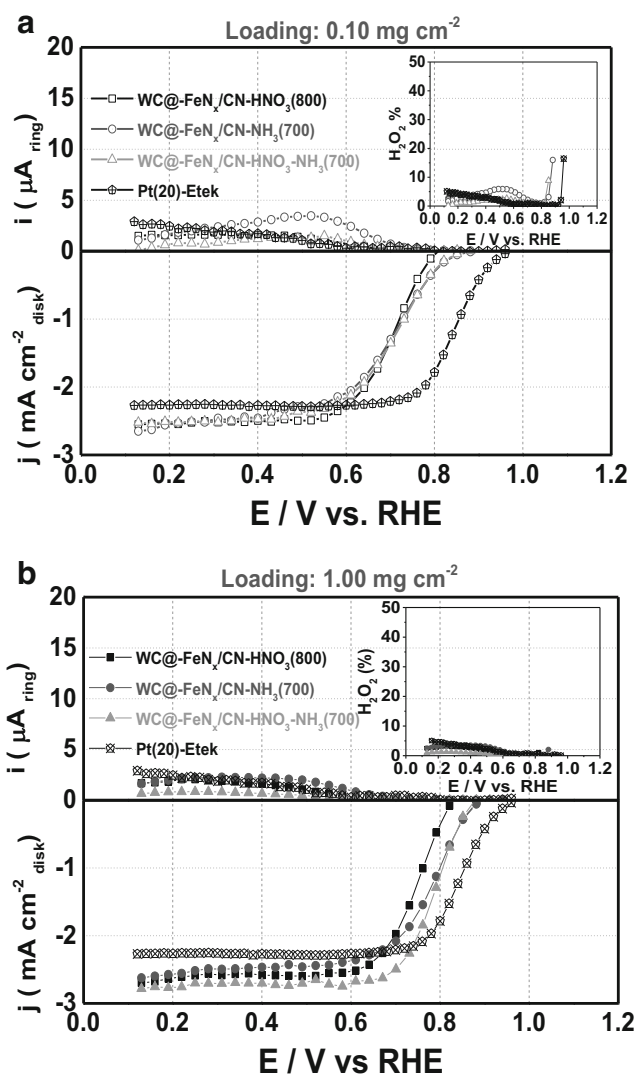 a
Loading: 0.10 mg cm-2
20
15
10
5
0
-1
-2
-3
i ( μA ring )
j ( mA cm-2 disk )
WC@-FeNx/CN-HNO3(800)
WC@-FeNx/CN-NH3(700)
WC@-FeNx/CN-HNO3-NH3(700)
Pt(20)-Etek
H2O2 %
50
40
30
20
10
0
0.0 0.2 0.4 0.6 0.8 1.0 1.2
E / V vs. RHE
0.0 0.2 0.4 0.6 0.8 1.0 1.2
E / V vs. RHE
b
Loading: 1.00 mg cm-2
20
15
10
5
0
-1
-2
-3
i ( μA ring )
j ( mA cm-2 disk )
WC@-FeNx/CN-HNO3(800)
WC@-FeNx/CN-NH3(700)
WC@-FeNx/CN-HNO3-NH3(700)
Pt(20)-Etek
H2O2 (%)
50
40
30
20
10
0
0.0 0.2 0.4 0.6 0.8 1.0 1.2
E / V vs. RHE
0.0 0.2 0.4 0.6 0.8 1.0 1.2
E / V vs RHE